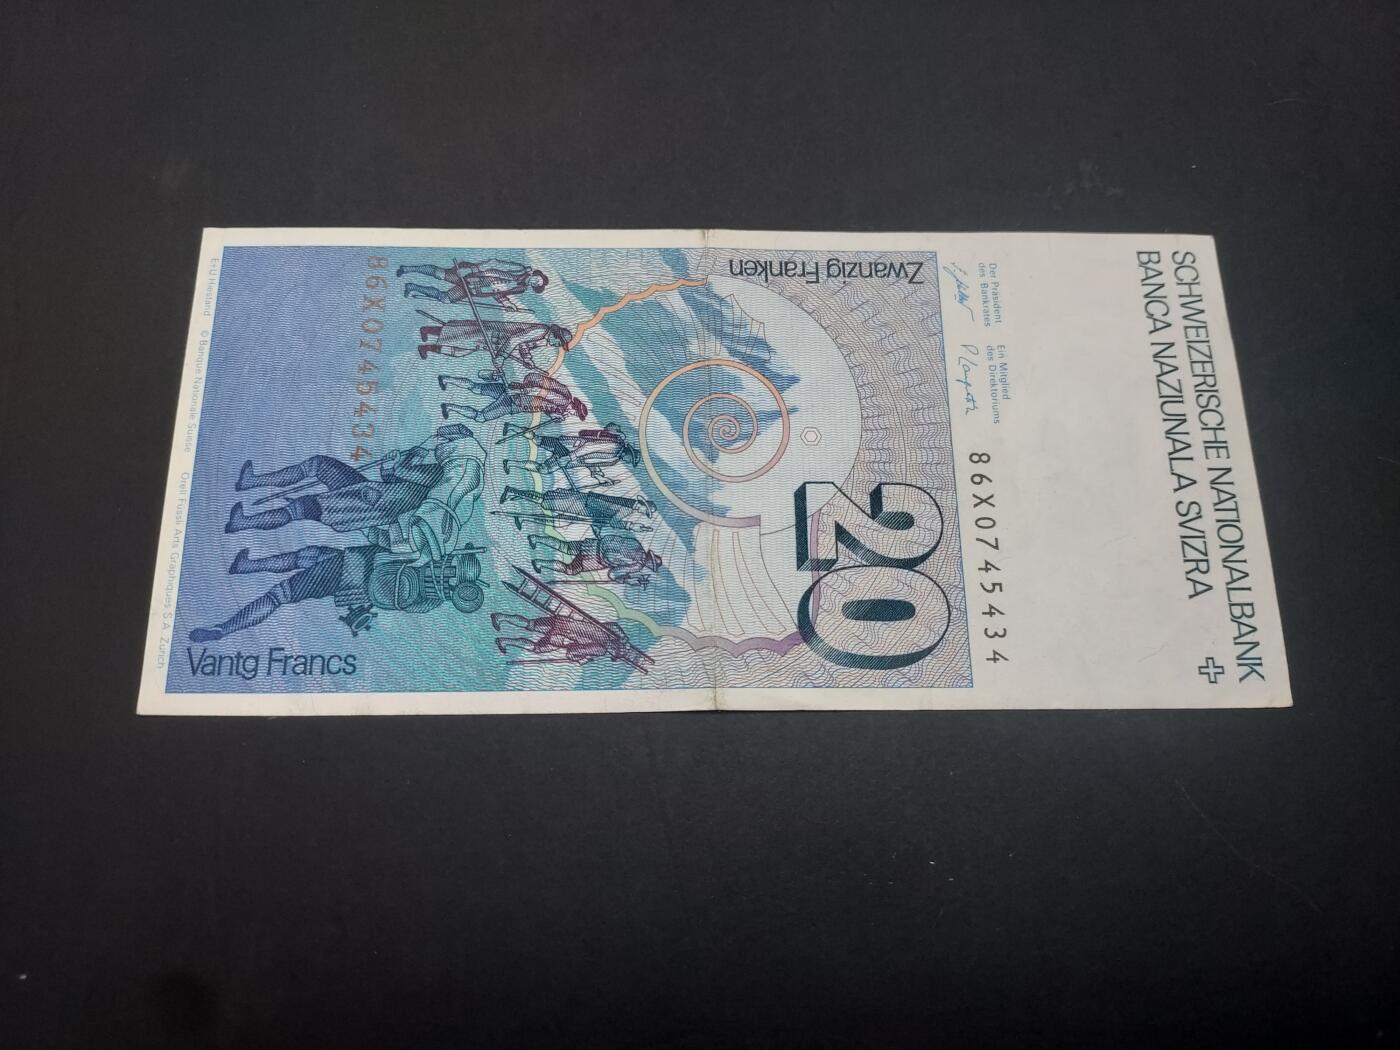 SCHWEIZERISCHE NATIONALBANK
BANCA NAZIUNALA SVIZRA
Der Präsident
des Bankrates
Ein Mitglied
des Direktoriums
86X0745434
20
Zwanzig Franken
86X0745434
Vantg Francs
E+U Hiestand © Banque Nationale Suisse Orell Füssli Arts Graphiques S.A. Zurich